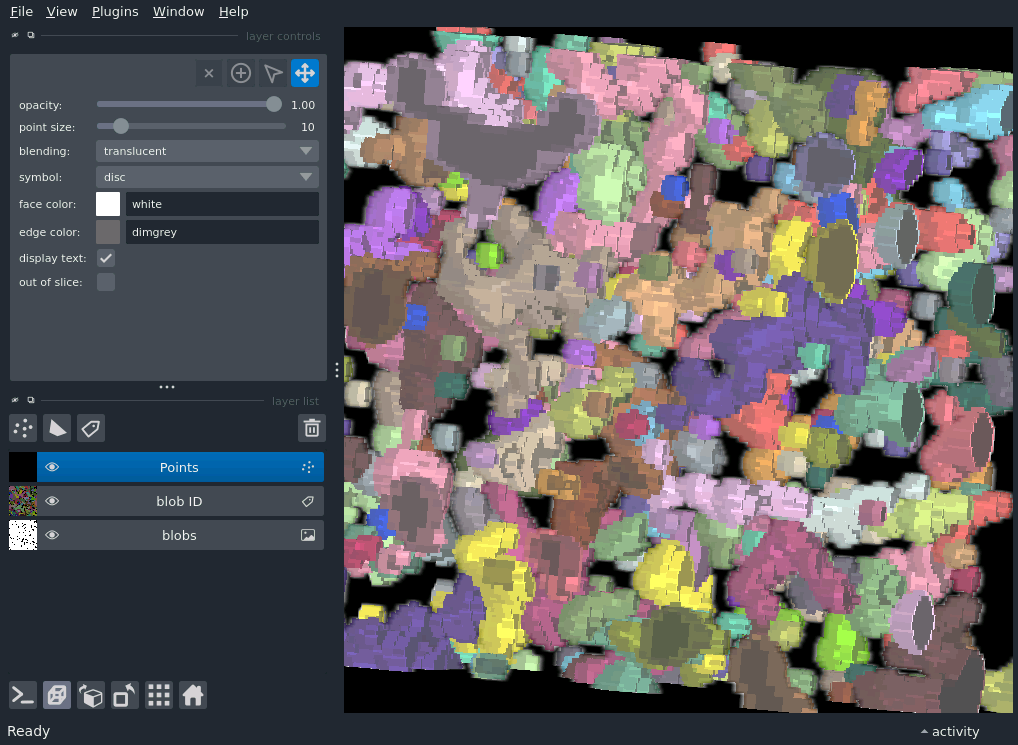 File View Plugins Window Help
layer controls
opacity: 1.00
point size: 10
blending: translucent
symbol: disc
face color: white
edge color: dimgrey
display text:
out of slice:
layer list
Points
blob ID
blobs
Ready
activity